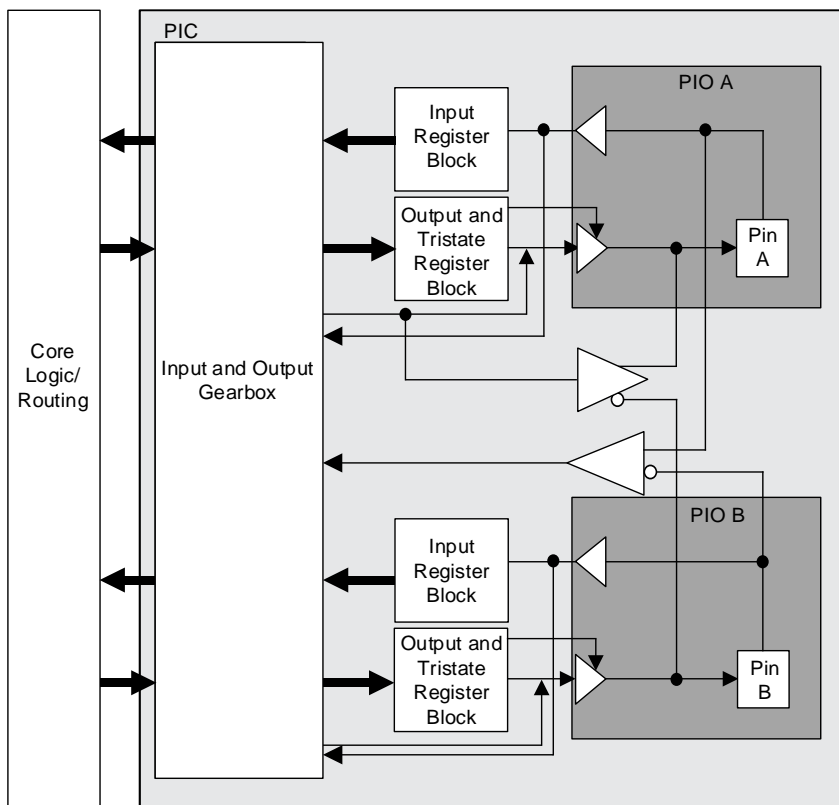 PIC
PIO A
Input
Register
Block
Output and
Tristate
Register
Block
Pin
A
Core
Logic/
Routing
Input and Output
Gearbox
PIO B
Input
Register
Block
Output and
Tristate
Register
Block
Pin
B